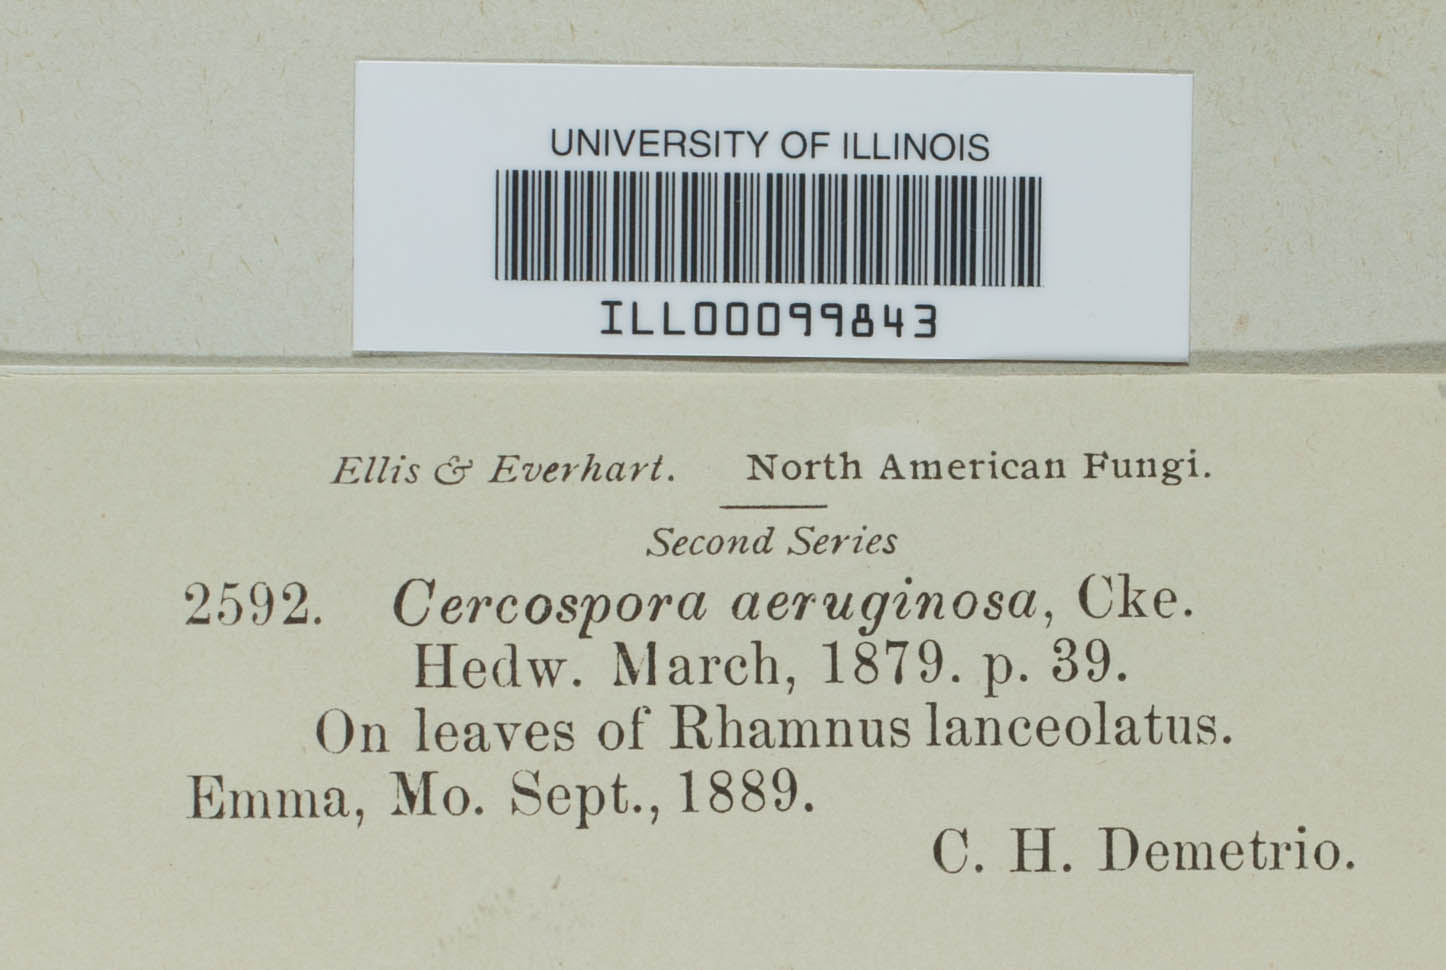 UNIVERSITY OF ILLINOIS
ILL00099843
Ellis & Everhart. North American Fungi.
Second Series
2592. Cercospora aeruginosa, Cke.
Hedw. March, 1879. p. 39.
On leaves of Rhamnus lanceolatus.
Emma, Mo. Sept., 1889.
C. H. Demetrio.